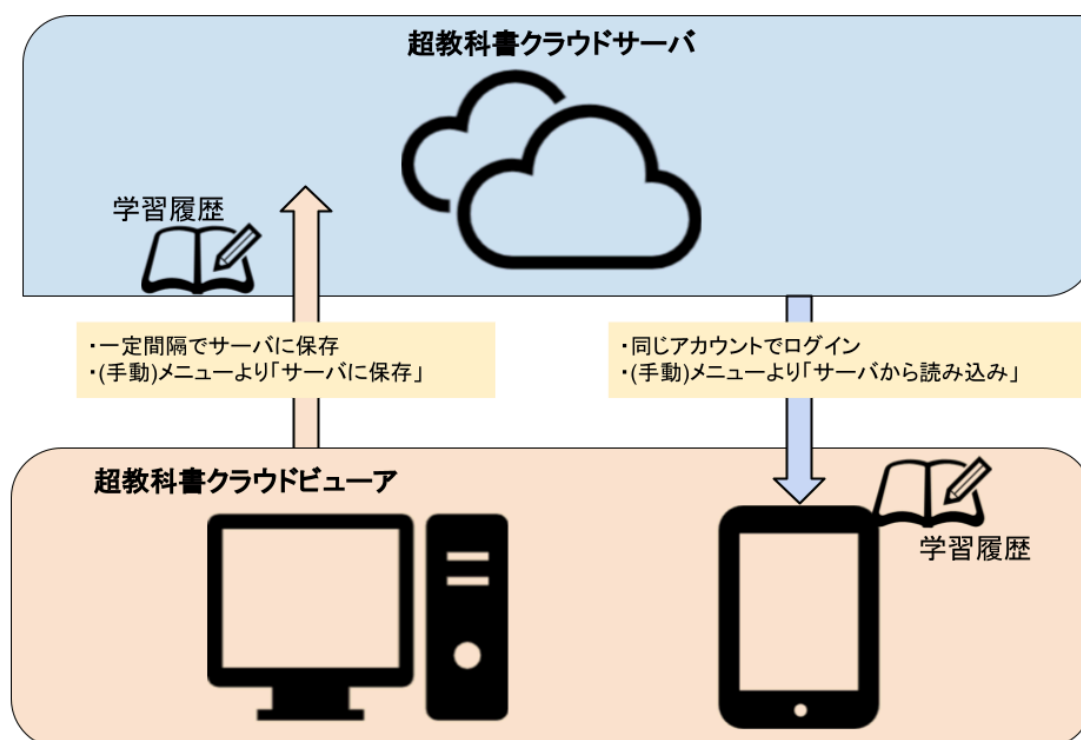 超教科書クラウドサーバ
学習履歴
・一定間隔でサーバに保存
・(手動)メニューより「サーバに保存」
・同じアカウントでログイン
・(手動)メニューより「サーバから読み込み」
超教科書クラウドビューア
学習履歴